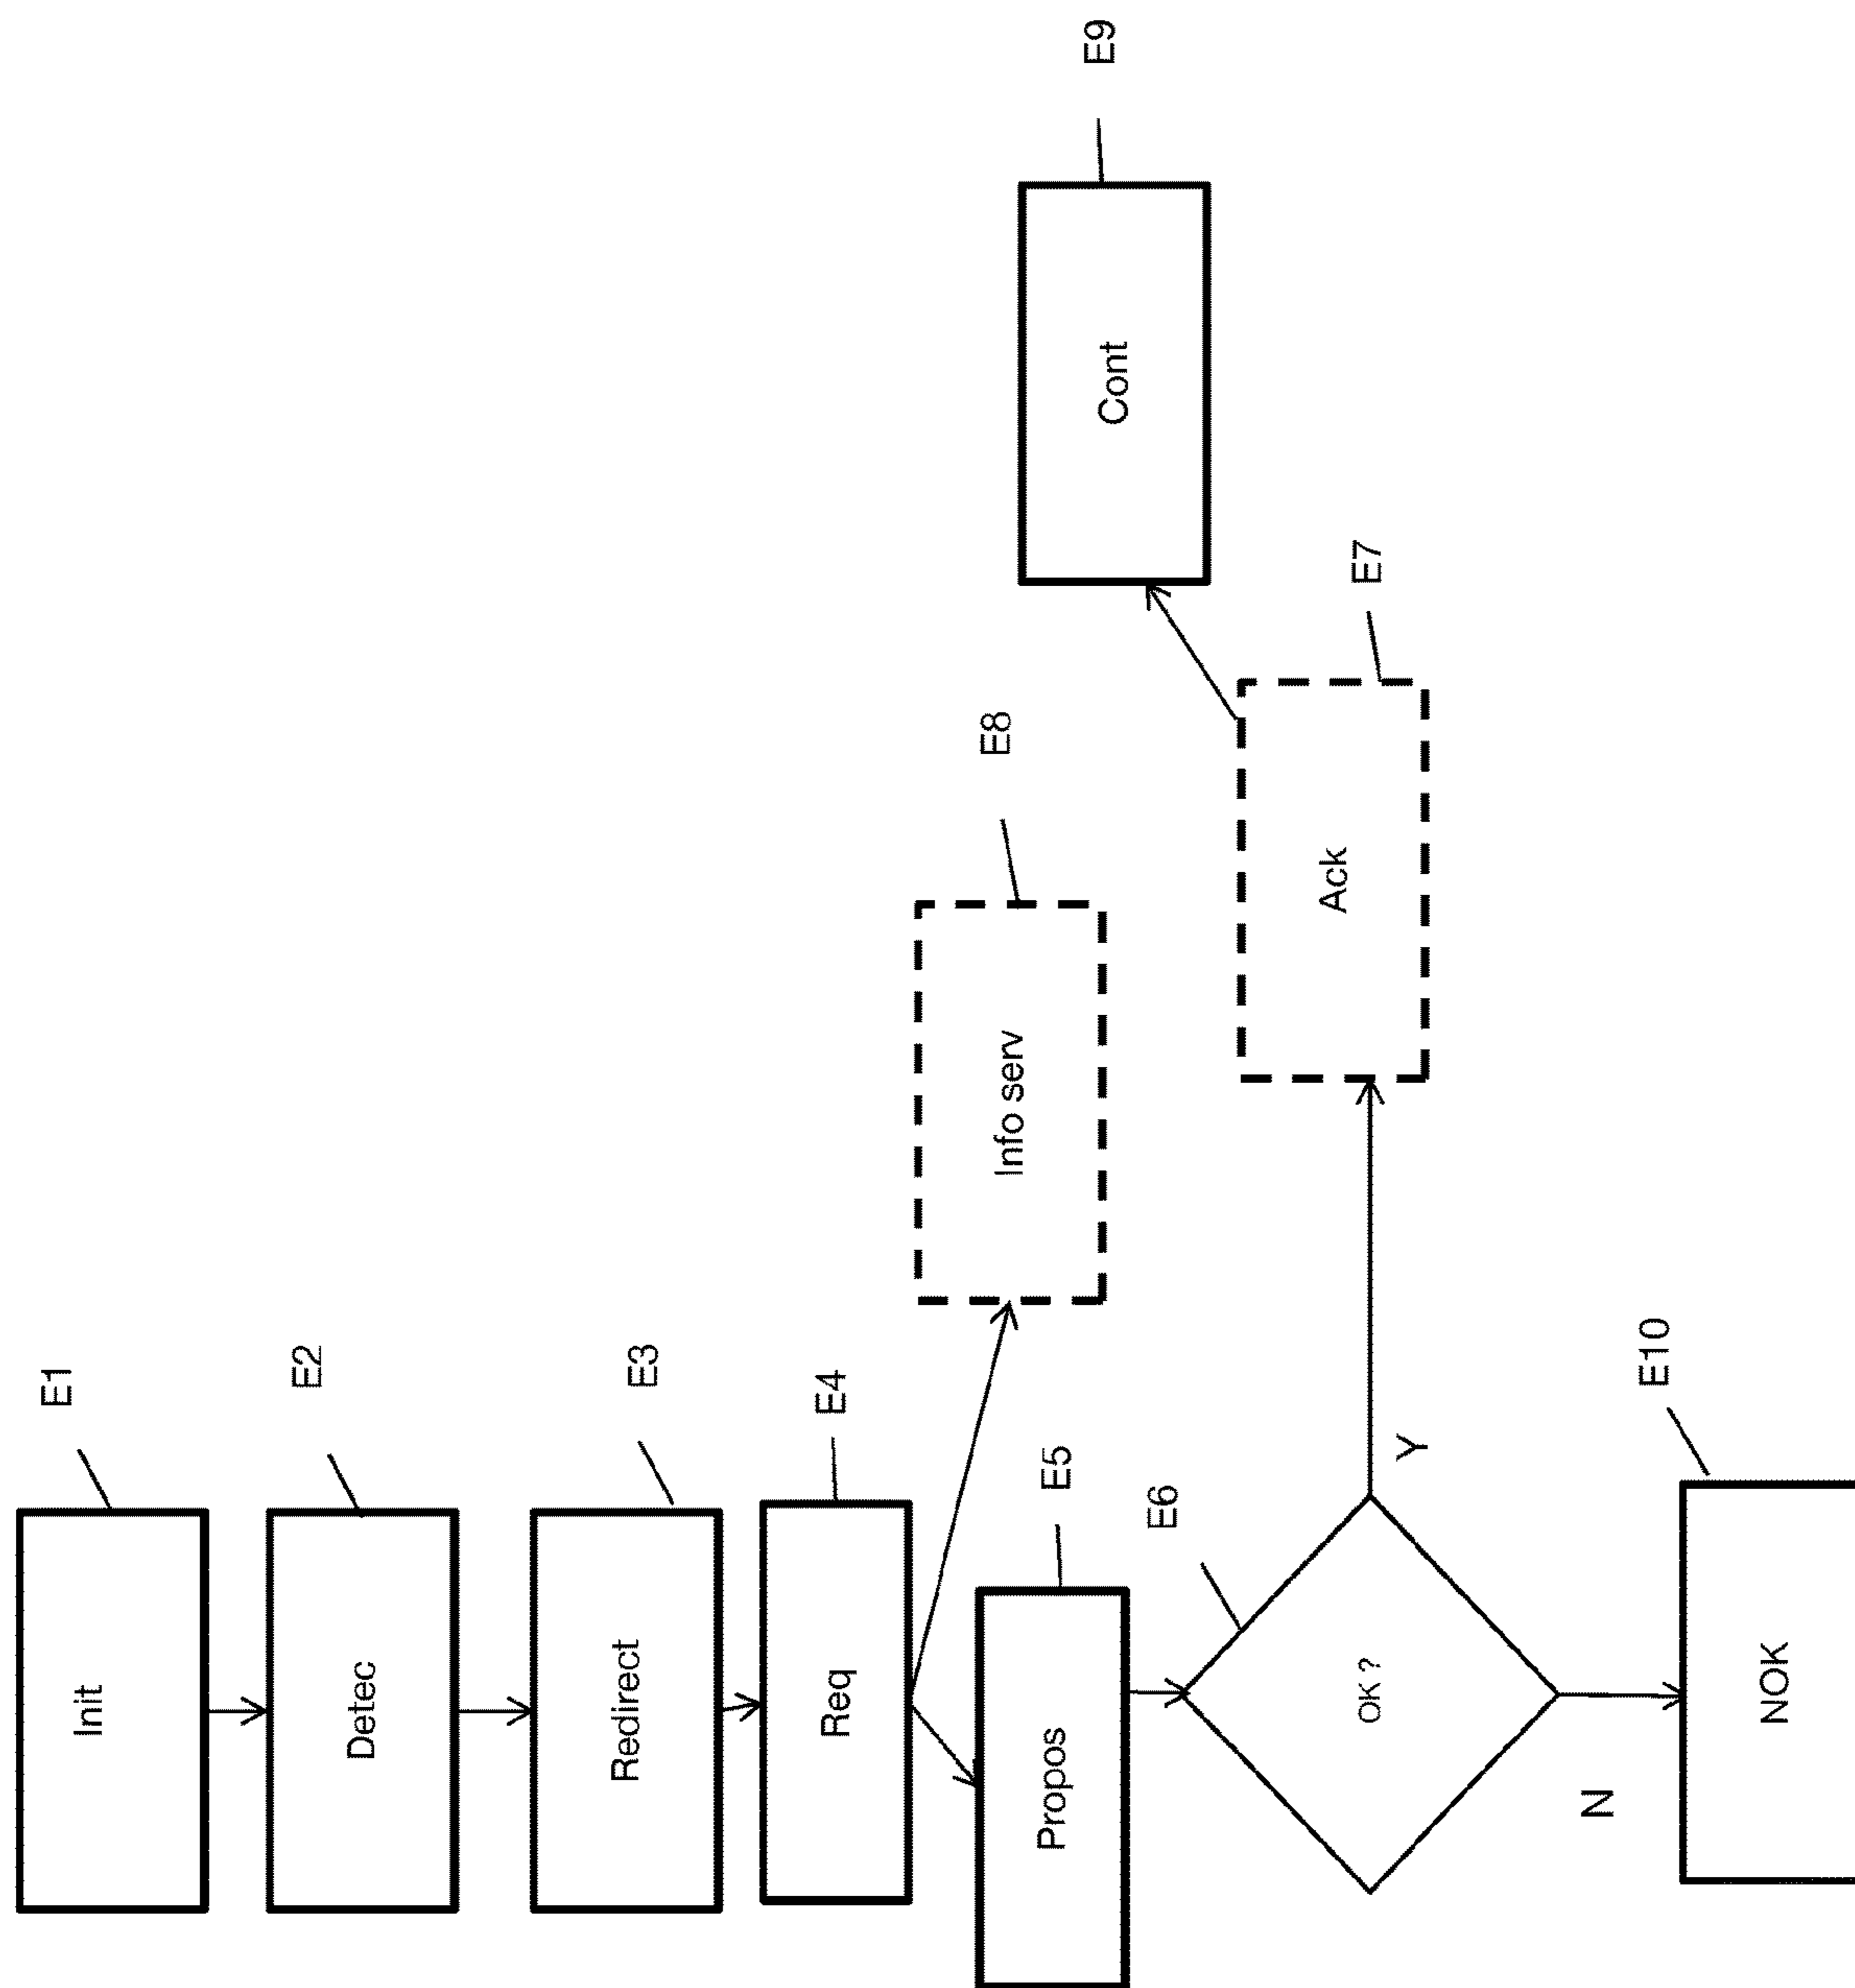 Init
E1
Detec
E2
Redirect
E3
Req
E4
Info serv
E8
Propos
E5
OK ?
E6
Y
Ack
E7
Cont
E9
N
NOK
E10